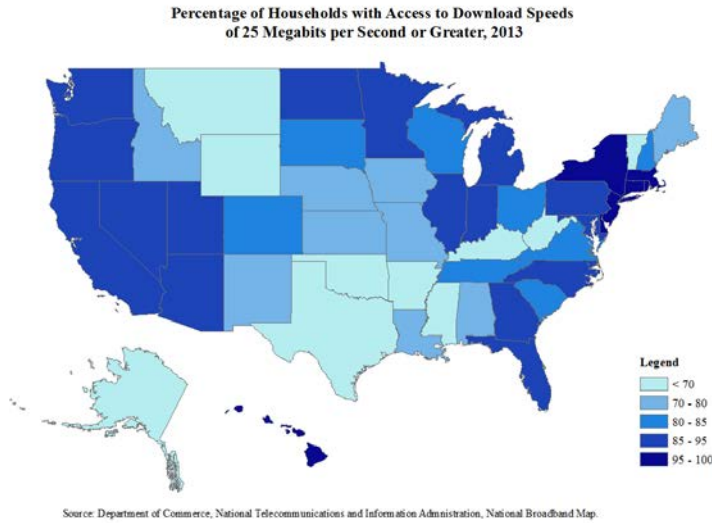 Percentage of Households with Access to Download Speeds
of 25 Megabits per Second or Greater, 2013
Legend
< 70
70 - 80
80 - 85
85 - 95
95 - 100
Source: Department of Commerce, National Telecommunications and Information Admnistration, National Broadband Map.